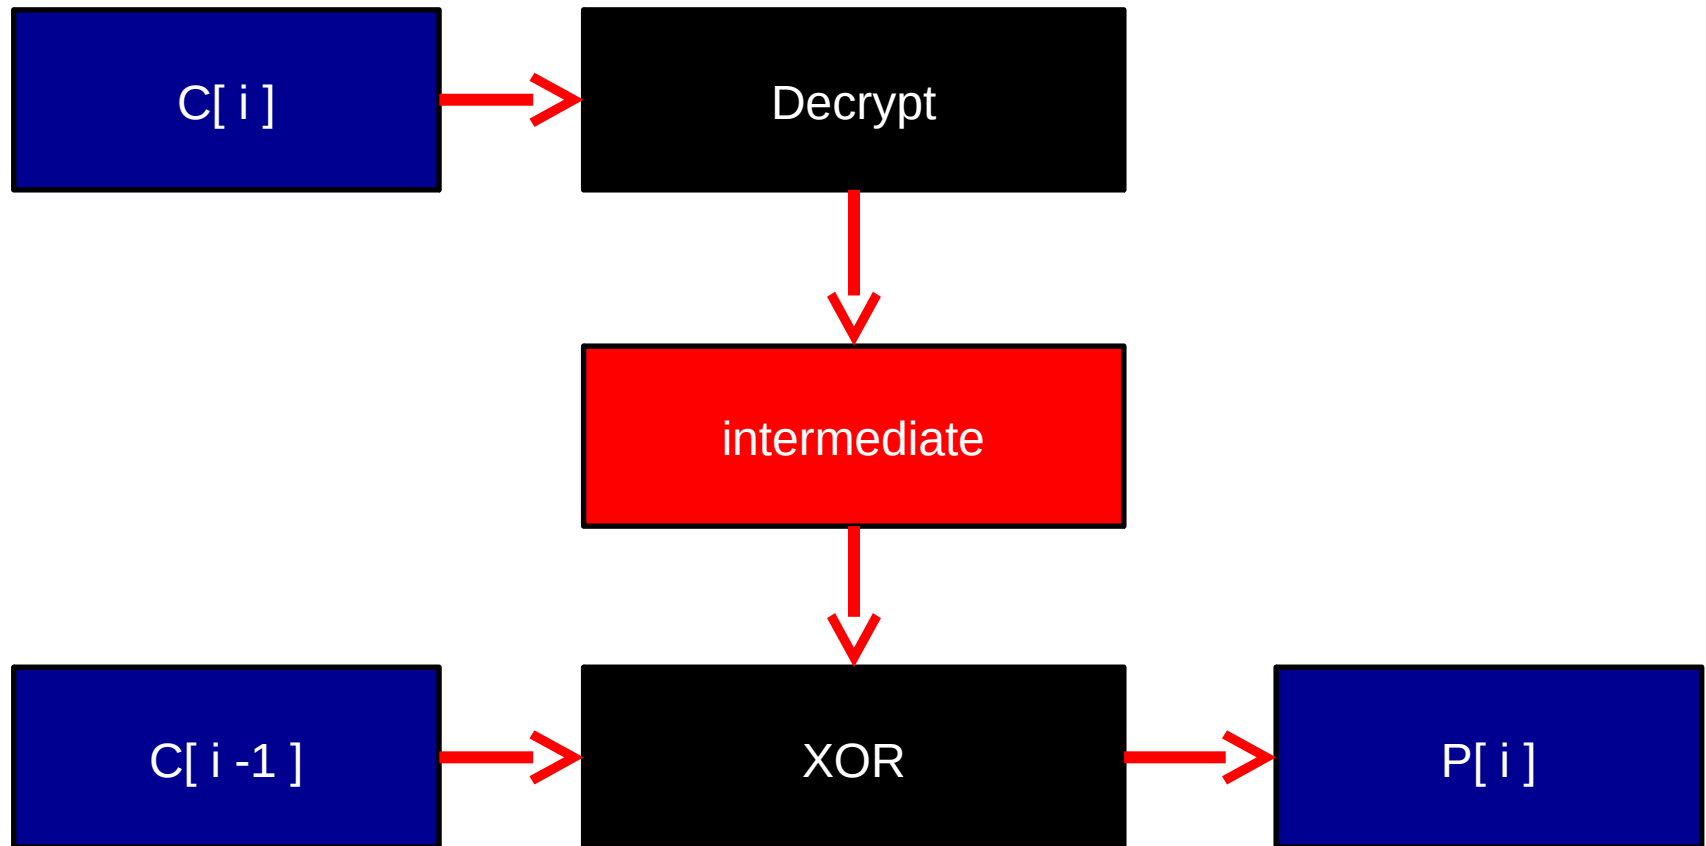 C[ i ]
Decrypt
intermediate
C[ i -1 ]
XOR
P[ i ]